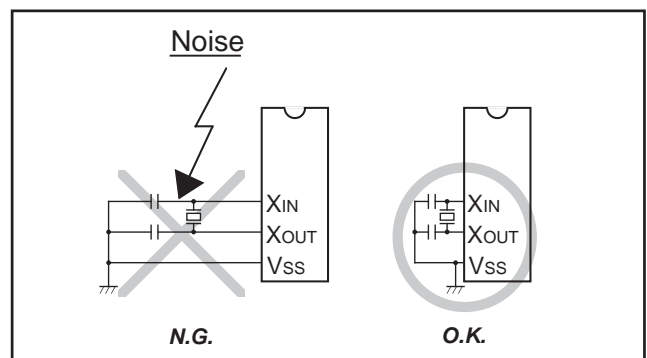 Noise
XIN
XOUT
VSS
N.G.
XIN
XOUT
VSS
O.K.